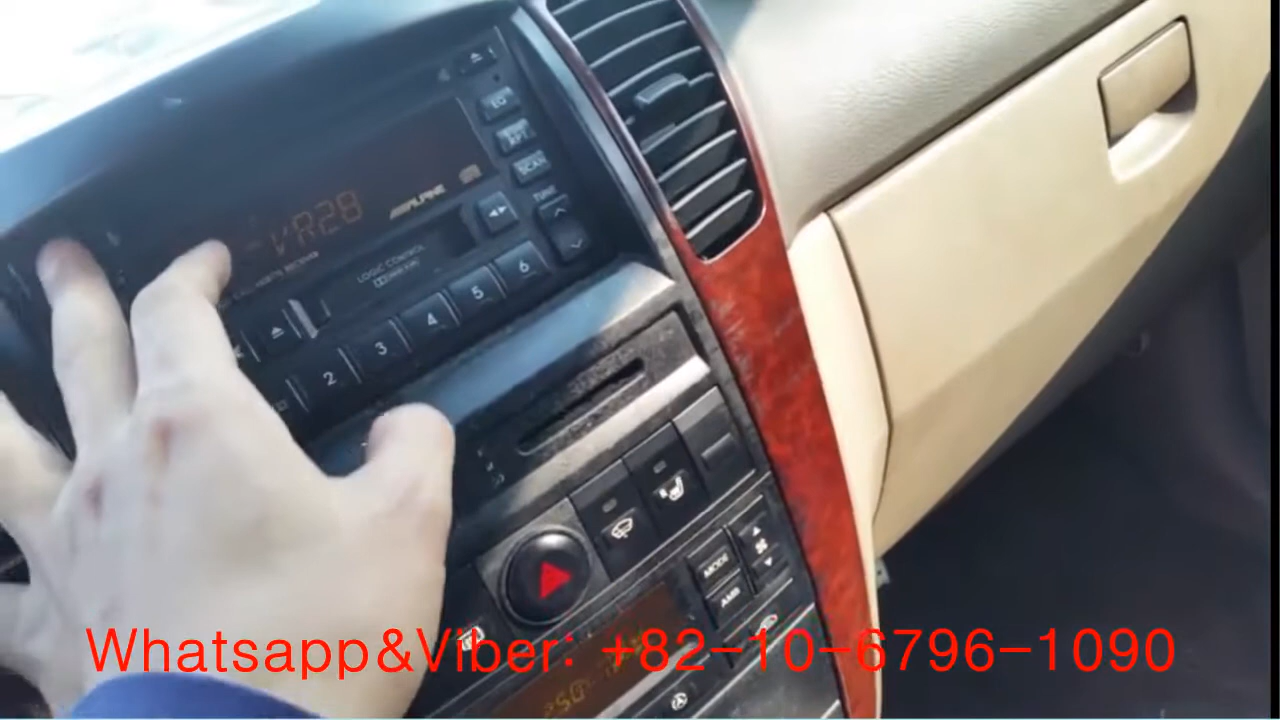 EQ
RPT
SCAN
TUNE
VR28
ALPINE
LOGIC CONTROL
2 3 4 5 6
MODE
AMB
Whatsapp&Viber: +82-10-6796-1090